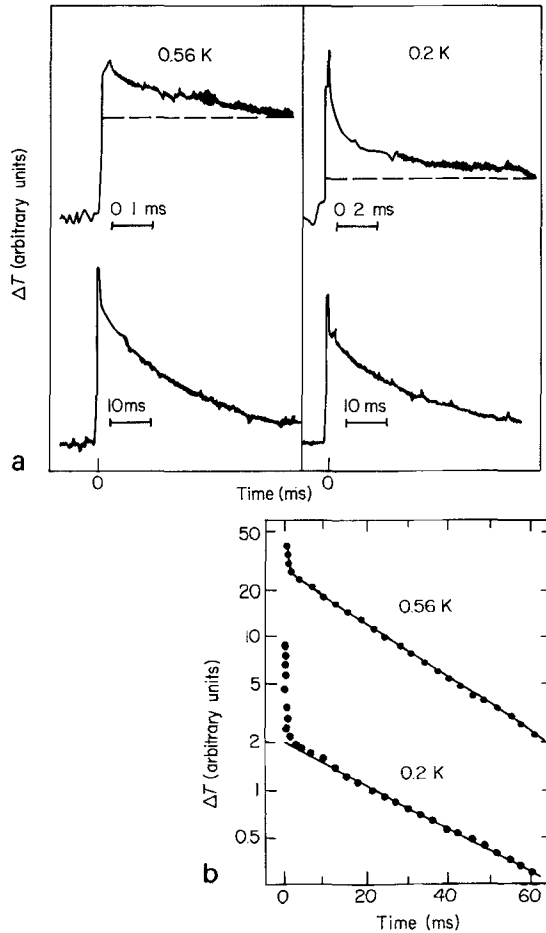 0.56 K
0.2 K
0 1 ms
0 2 ms
ΔT (arbitrary units)
10 ms
10 ms
a
0
0
Time (ms)
50
20
10
5
2
1
0.5
ΔT (arbitrary units)
0.56 K
0.2 K
b
0
20
40
60
Time (ms)